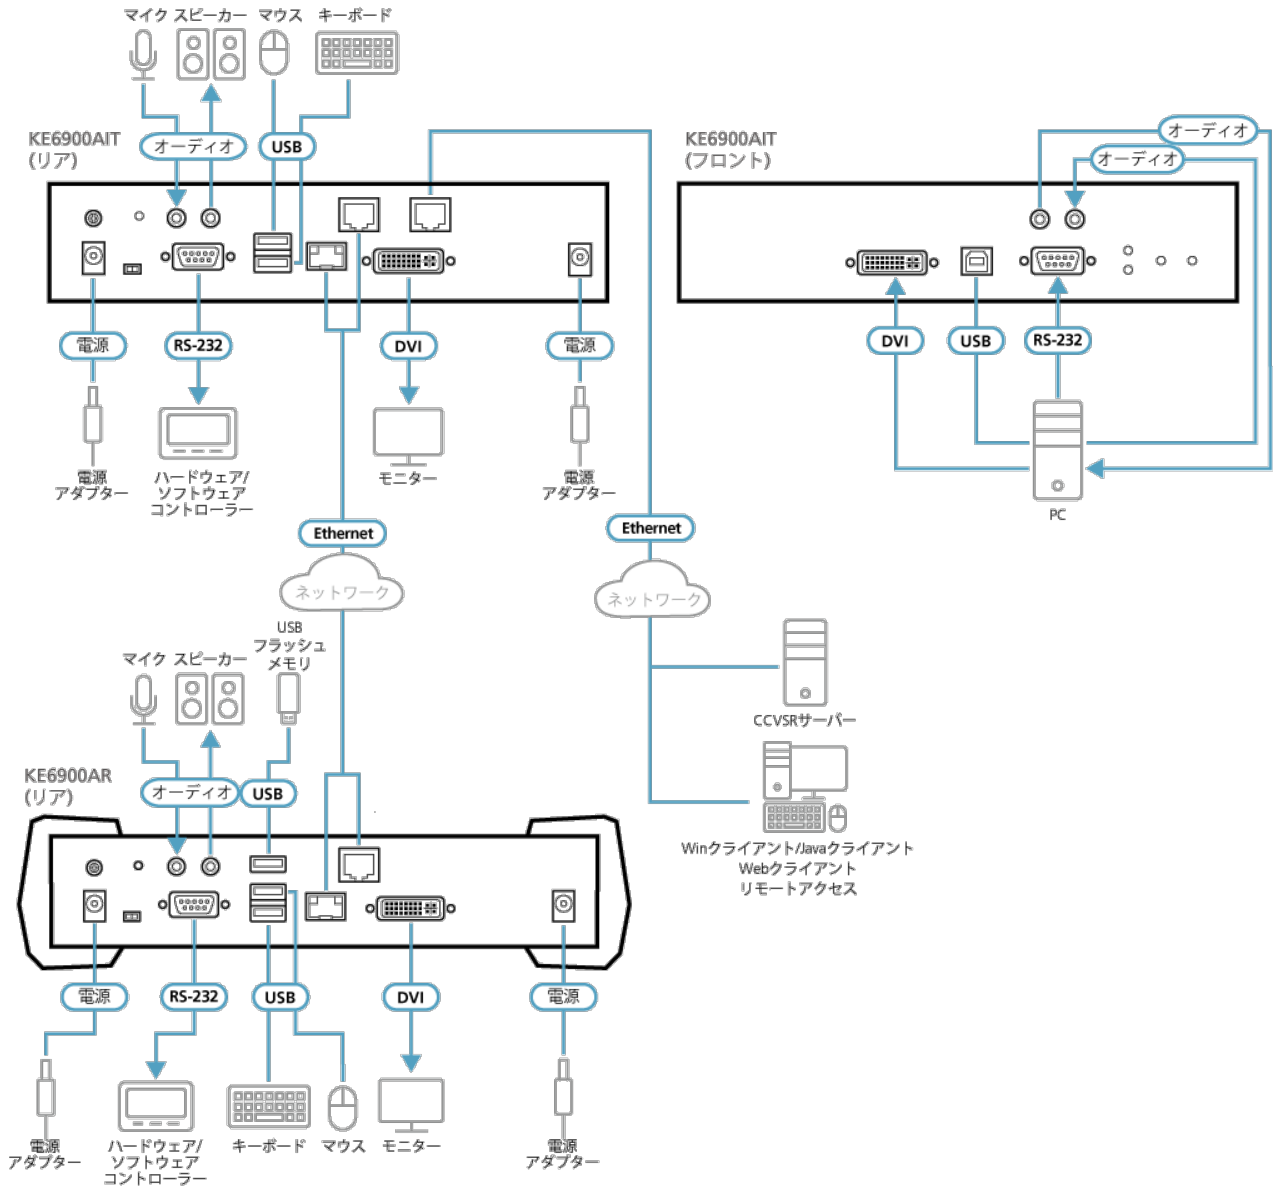 マイク スピーカー マウス キーボード
KE6900AIT
(リア)
オーディオ
USB
電源
RS-232
DVI
電源
電源
アダプター
ハードウェア/
ソフトウェア
コントローラー
モニター
電源
アダプター
KE6900AIT
(フロント)
オーディオ
オーディオ
DVI
USB
RS-232
PC
Ethernet
ネットワーク
Ethernet
ネットワーク
CCVSRサーバー
Winクライアント/Javaクライアント
Webクライアント
リモートアクセス
マイク スピーカー
USB
フラッシュ
メモリ
KE6900AR
(リア)
オーディオ
USB
電源
RS-232
USB
DVI
電源
電源
アダプター
ハードウェア/
ソフトウェア
コントローラー
キーボード マウス モニター
電源
アダプター